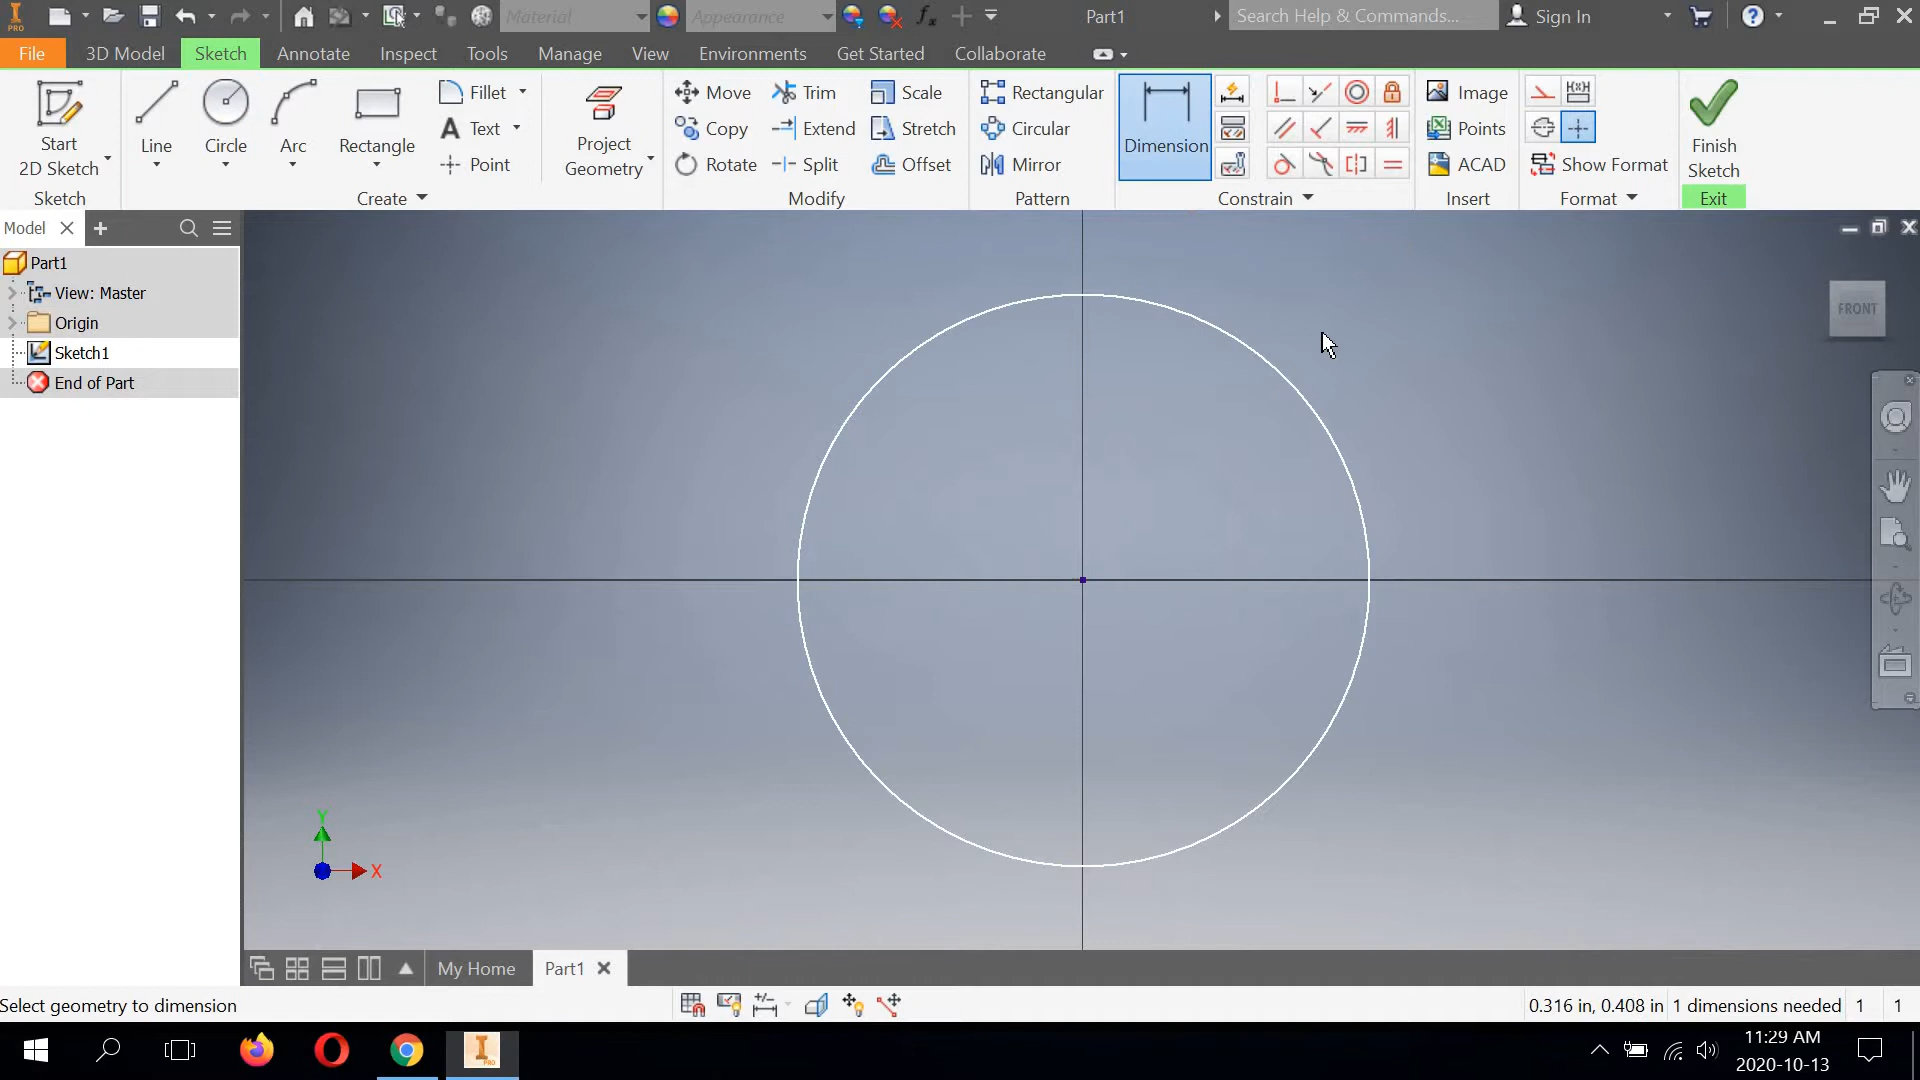 PRO
Material
Appearance
Part1
Search Help & Commands...
Sign In
File
3D Model
Sketch
Annotate
Inspect
Tools
Manage
View
Environments
Get Started
Collaborate
Start
2D Sketch
Line
Circle
Arc
Rectangle
Fillet
Text
Point
Project
Geometry
Move
Copy
Rotate
Trim
Extend
Split
Scale
Stretch
Offset
Rectangular
Circular
Mirror
Dimension
Image
Points
ACAD
Show Format
Finish
Sketch
Sketch
Create
Modify
Pattern
Constrain
Insert
Format
Exit
Model
Part1
View: Master
Origin
Sketch1
End of Part
FRONT
Y
X
My Home
Part1
Select geometry to dimension
0.316 in, 0.408 in
1 dimensions needed
1
1
11:29 AM
2020-10-13